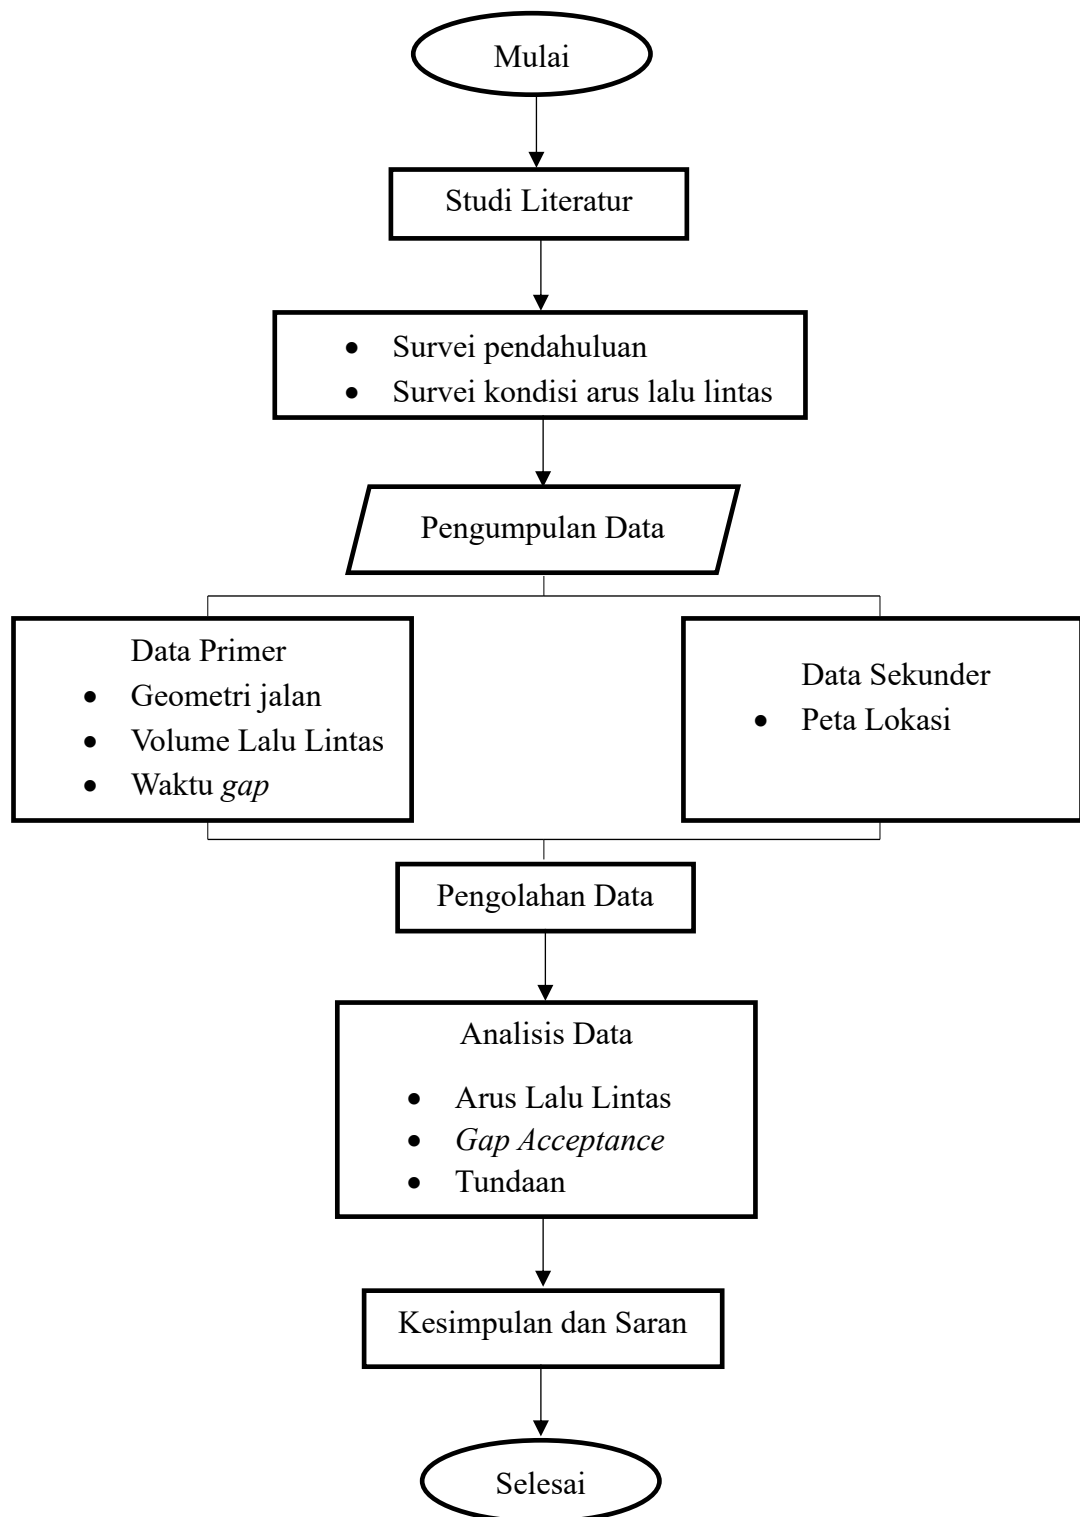 Mulai
Studi Literatur
• Survei pendahuluan
• Survei kondisi arus lalu lintas
Pengumpulan Data
Data Primer
• Geometri jalan
• Volume Lalu Lintas
• Waktu gap
Data Sekunder
• Peta Lokasi
Pengolahan Data
Analisis Data
• Arus Lalu Lintas
• Gap Acceptance
• Tundaan
Kesimpulan dan Saran
Selesai